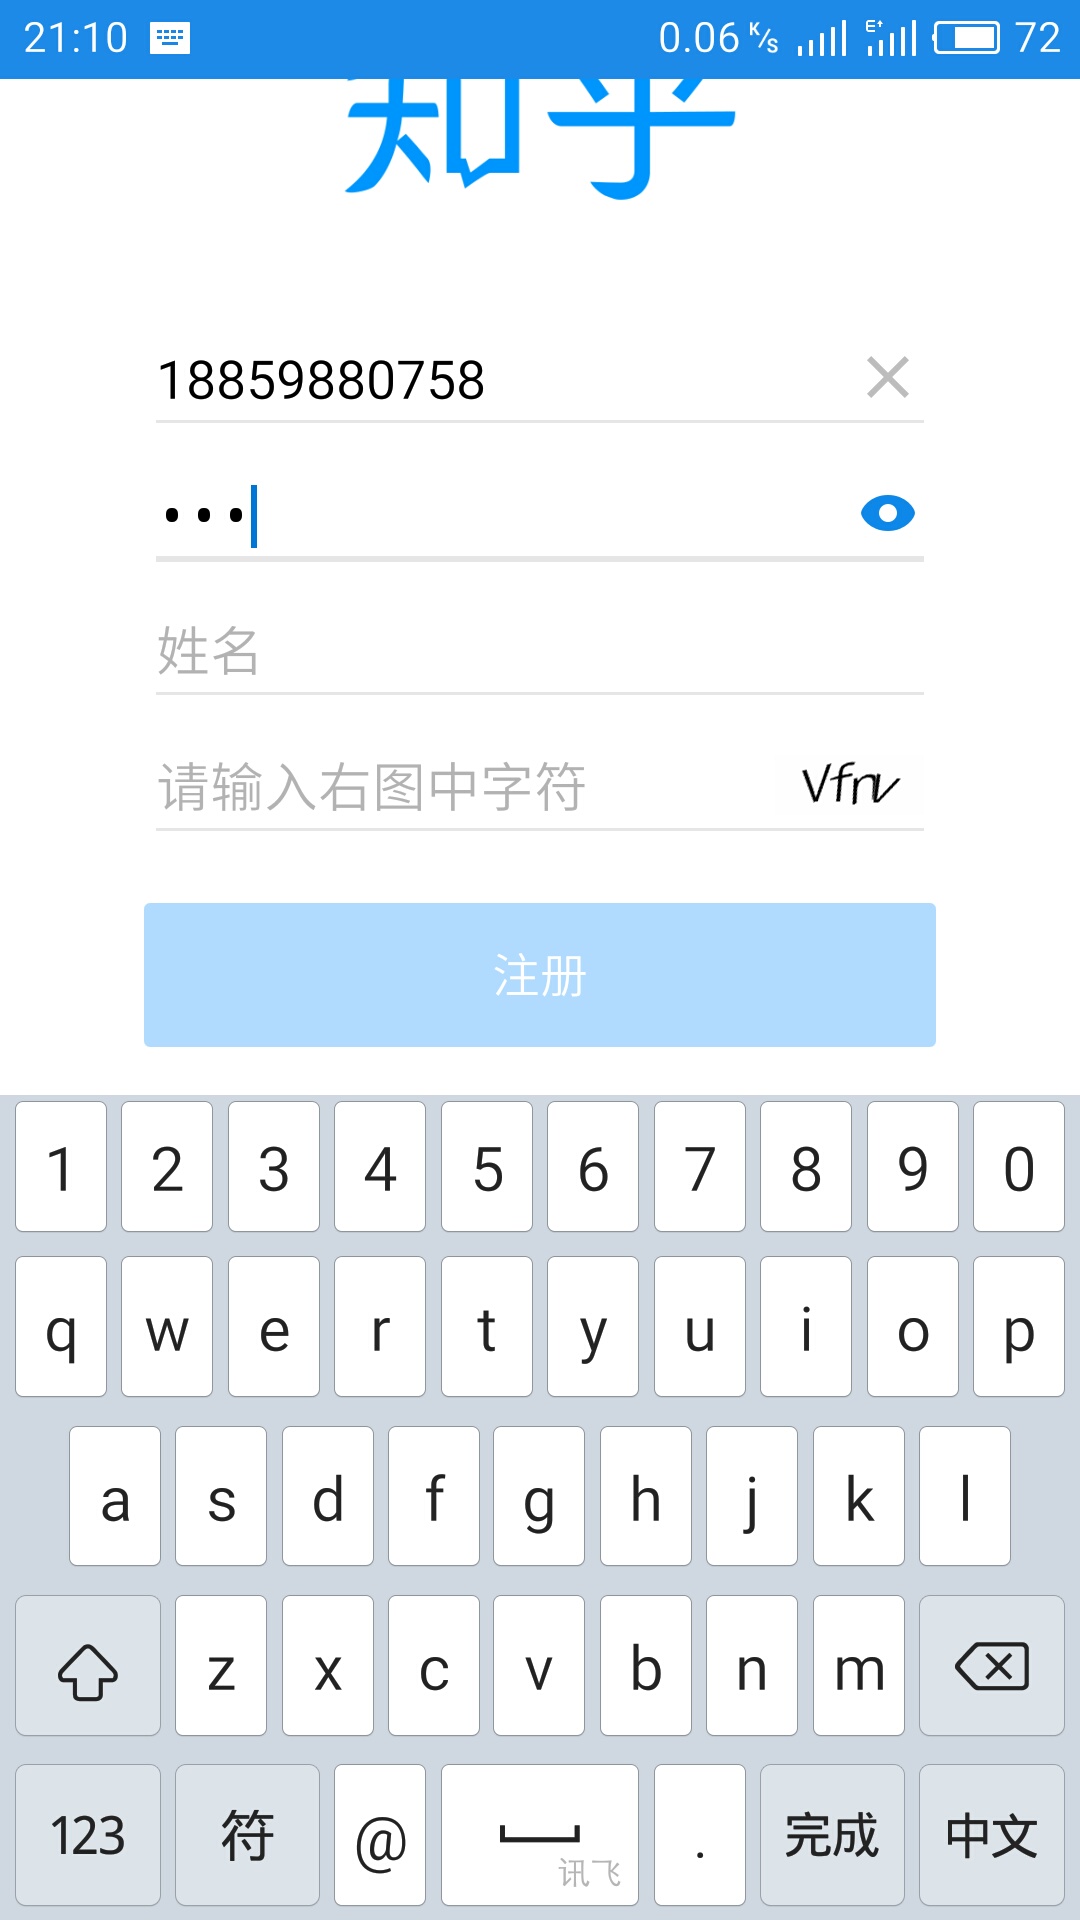 21:10 0.06 K/s E 72
知乎
18859880758
•••
姓名
请输入右图中字符 Vfnv
注册
1 2 3 4 5 6 7 8 9 0
q w e r t y u i o p
a s d f g h j k l
z x c v b n m
123 符 @ 讯飞 . 完成 中文